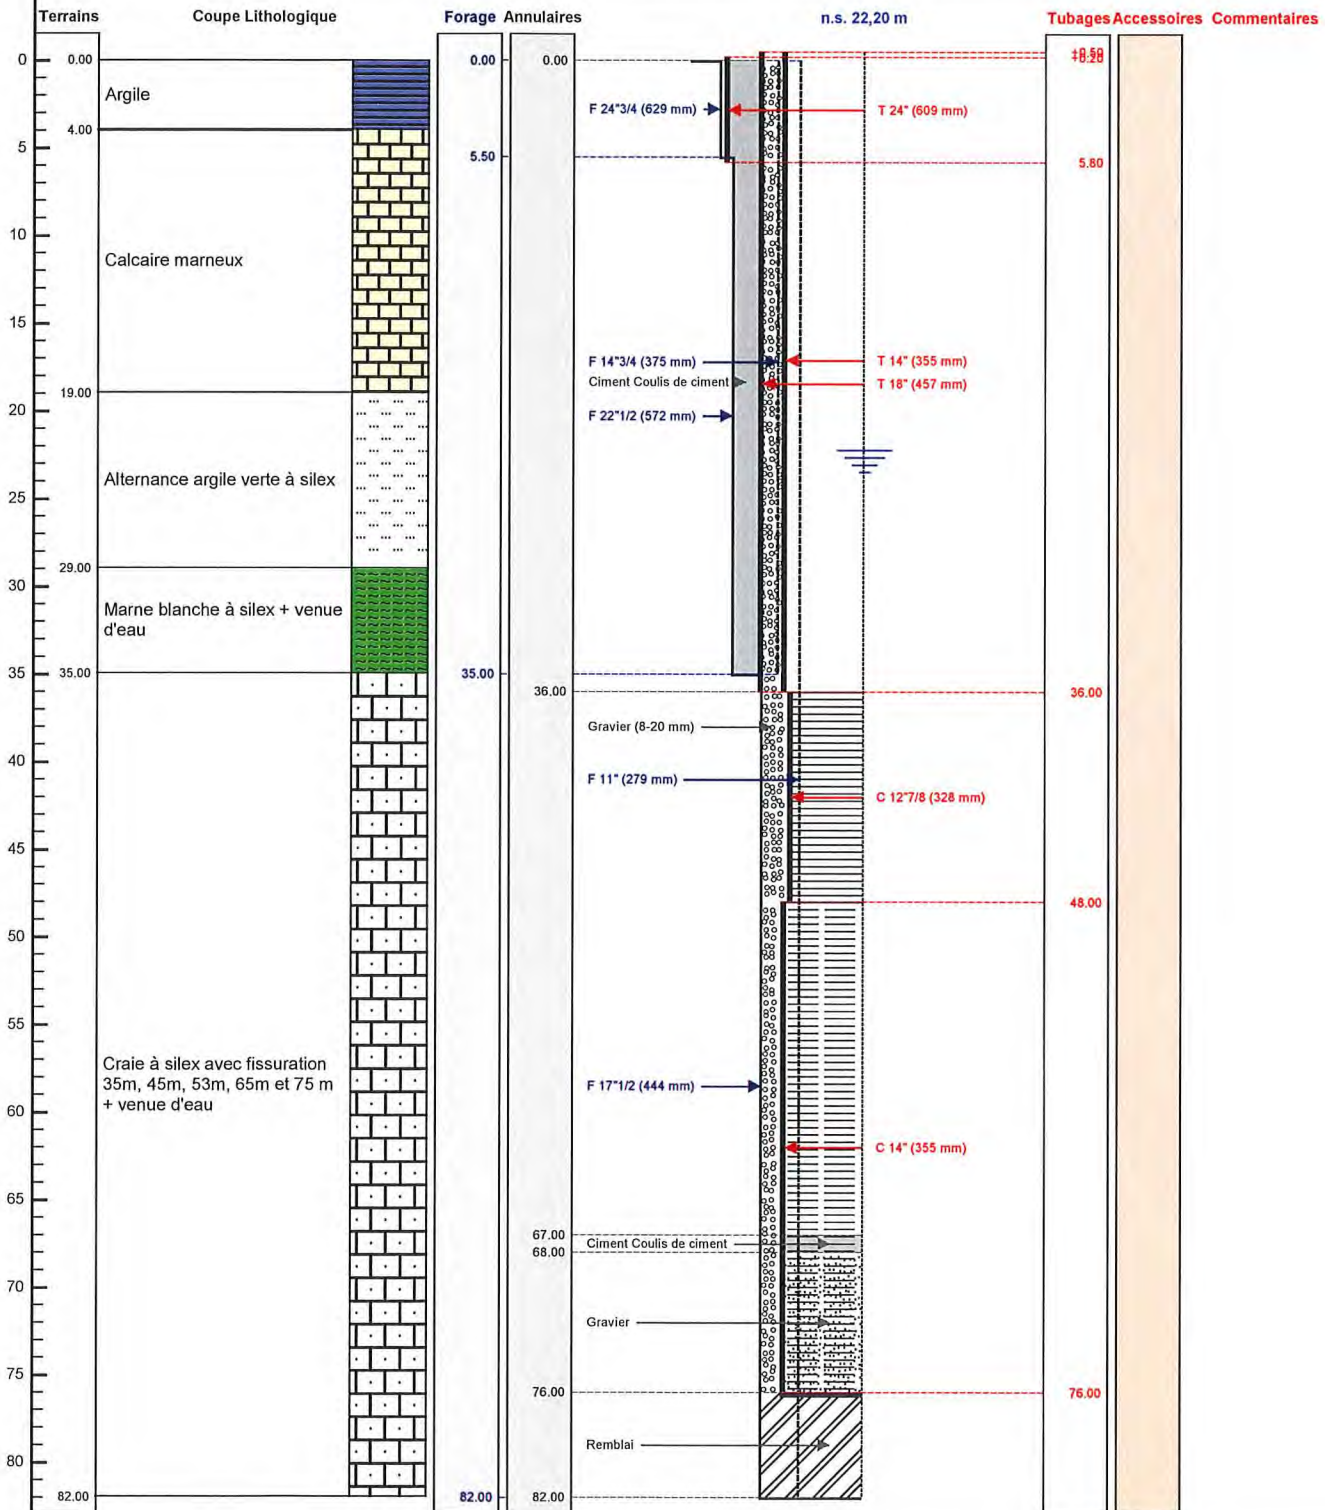 Terrains Coupe Lithologique Forage Annulaires n.s. 22,20 m Tubages Accessoires Commentaires
+0.50
+0.20
0 0.00 0.00 0.00
Argile
F 24"3/4 (629 mm) T 24" (609 mm)
4.00
5 5.50 5.80
10
Calcaire marneux
15
F 14"3/4 (375 mm) T 14" (355 mm)
Ciment Coulis de ciment T 18" (457 mm)
19.00
20 F 22"1/2 (572 mm)
Alternance argile verte à silex
25
29.00
30
Marne blanche à silex + venue
d'eau
35 35.00 35.00
36.00 36.00
Gravier (8-20 mm)
40
F 11" (279 mm)
C 12"7/8 (328 mm)
45
48.00
50
55
Craie à silex avec fissuration
35m, 45m, 53m, 65m et 75 m
+ venue d'eau
F 17"1/2 (444 mm)
60
C 14" (355 mm)
65
67.00
Ciment Coulis de ciment
68.00
70
Gravier
75
76.00 76.00
Remblai
80
82.00 82.00 82.00